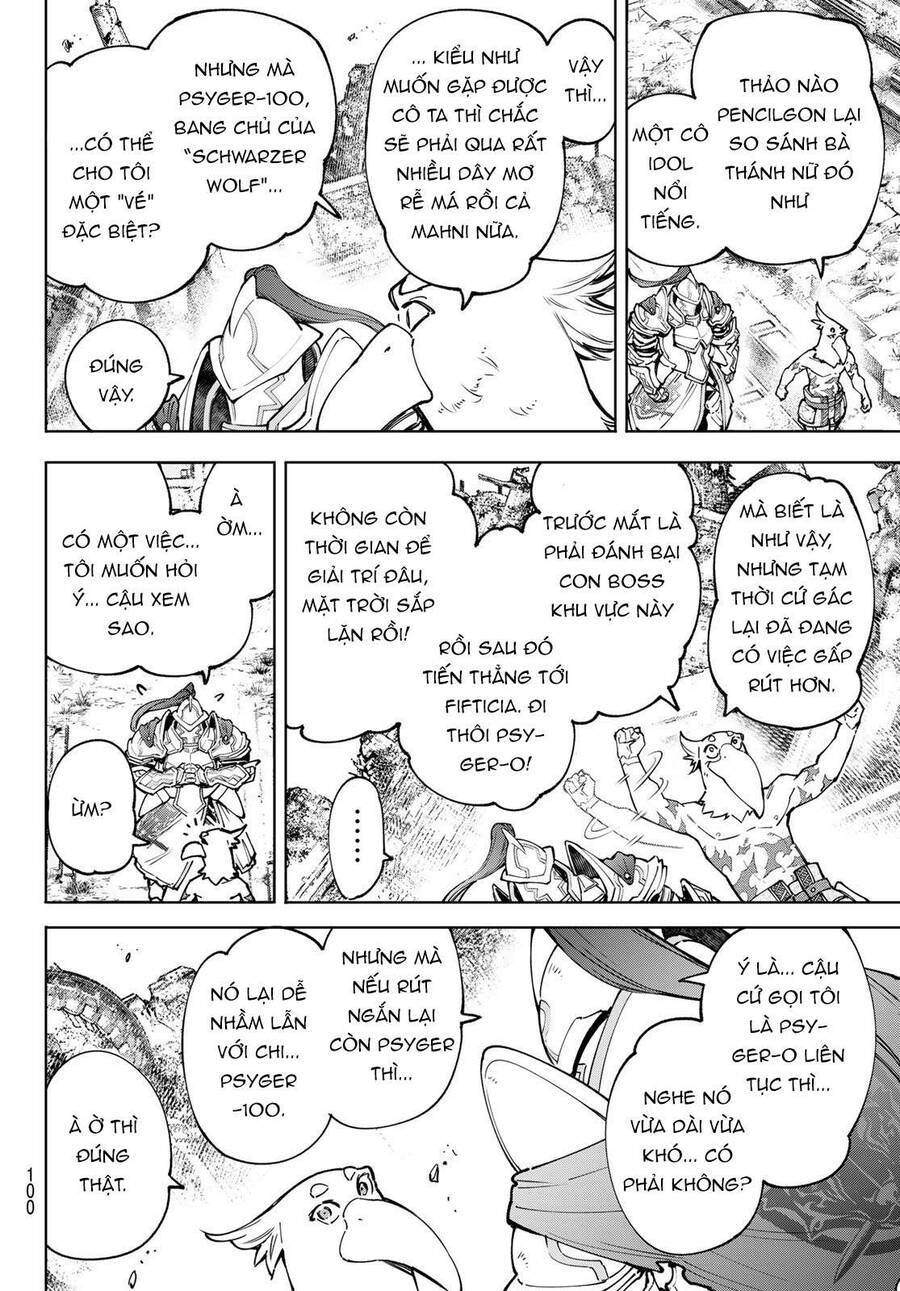 THẢO NÀO
PENCILGON LẠI
SO SÁNH BÀ
THÁNH NỮ ĐÓ
NHƯ
MỘT CÔ
IDOL
NỔI
TIẾNG.
VẬY
THÌ...
... KIỂU NHƯ
MUỐN GẶP ĐƯỢC
CÔ TA THÌ CHẮC
SẼ PHẢI QUA RẤT
NHIỀU DÂY MƠ
RỄ MÁ RỒI CẢ
MAHNI NỮA.
NHƯNG MÀ
PSYGER-100,
BANG CHỦ CỦA
"SCHWARZER
WOLF"...
...CÓ THỂ
CHO TÔI
MỘT "VÉ"
ĐẶC BIỆT?
ĐÚNG
VẬY.
MÀ BIẾT LÀ
NHƯ VẬY,
NHƯNG TẠM
THỜI CỨ GÁC
LẠI ĐÃ ĐANG
CÓ VIỆC GẤP
RÚT HƠN.
TRƯỚC MẮT LÀ
PHẢI ĐÁNH BẠI
CON BOSS
KHU VỰC NÀY
RỒI SAU ĐÓ
TIẾN THẲNG TỚI
FIFTICIA. ĐI
THÔI PSY-
GER-O!
KHÔNG CÒN
THỜI GIAN ĐỂ
GIẢI TRÍ ĐÂU,
MẶT TRỜI SẮP
LẶN RỒI!
......
À
ỜM...
CÓ MỘT VIỆC...
TÔI MUỐN HỎI
Ý... CẬU XEM
SAO.
ỪM?
Ý LÀ... CẬU
CỨ GỌI TÔI
LÀ PSY-
GER-O LIÊN
TỤC THÌ...
NGHE NÓ
VỪA DÀI VỪA
KHÓ... CÓ
PHẢI KHÔNG?
NHƯNG MÀ
NẾU RÚT
NGẮN LẠI
CÒN PSYGER
THÌ...
NÓ LẠI DỄ
NHẦM LẪN
VỚI CHI...
PSYGER
-100.
À Ờ THÌ
ĐÚNG
THẬT.
100